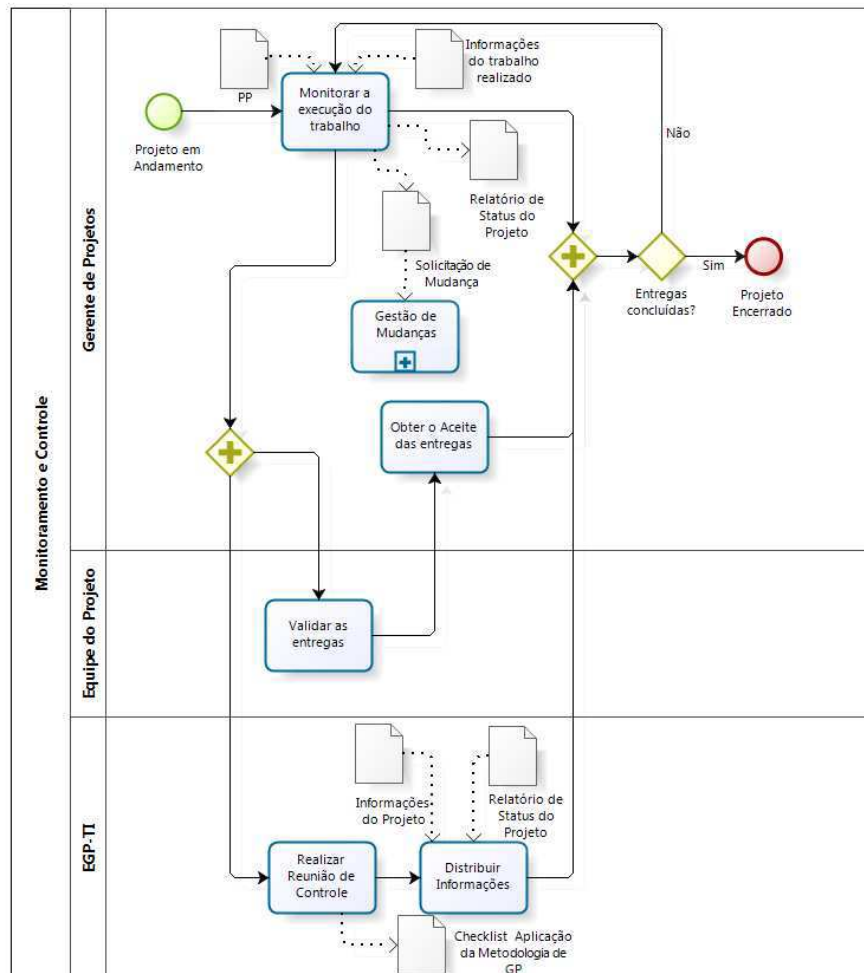 Monitoramento e Controle
Gerente de Projetos
PP
Informações
do trabalho
realizado
Monitorar a
execução do
trabalho
Projeto em
Andamento
Não
Relatório de
Status do
Projeto
Solicitação de
Mudança
Gestão de
Mudanças
Sim
Entregas
concluídas?
Projeto
Encerrado
Obter o Aceite
das entregas
Equipe do Projeto
Validar as
entregas
EGP-TI
Informações
do Projeto
Relatório de
Status do
Projeto
Realizar
Reunião de
Controle
Distribuir
Informações
Checklist Aplicação
da Metodologia de
GP